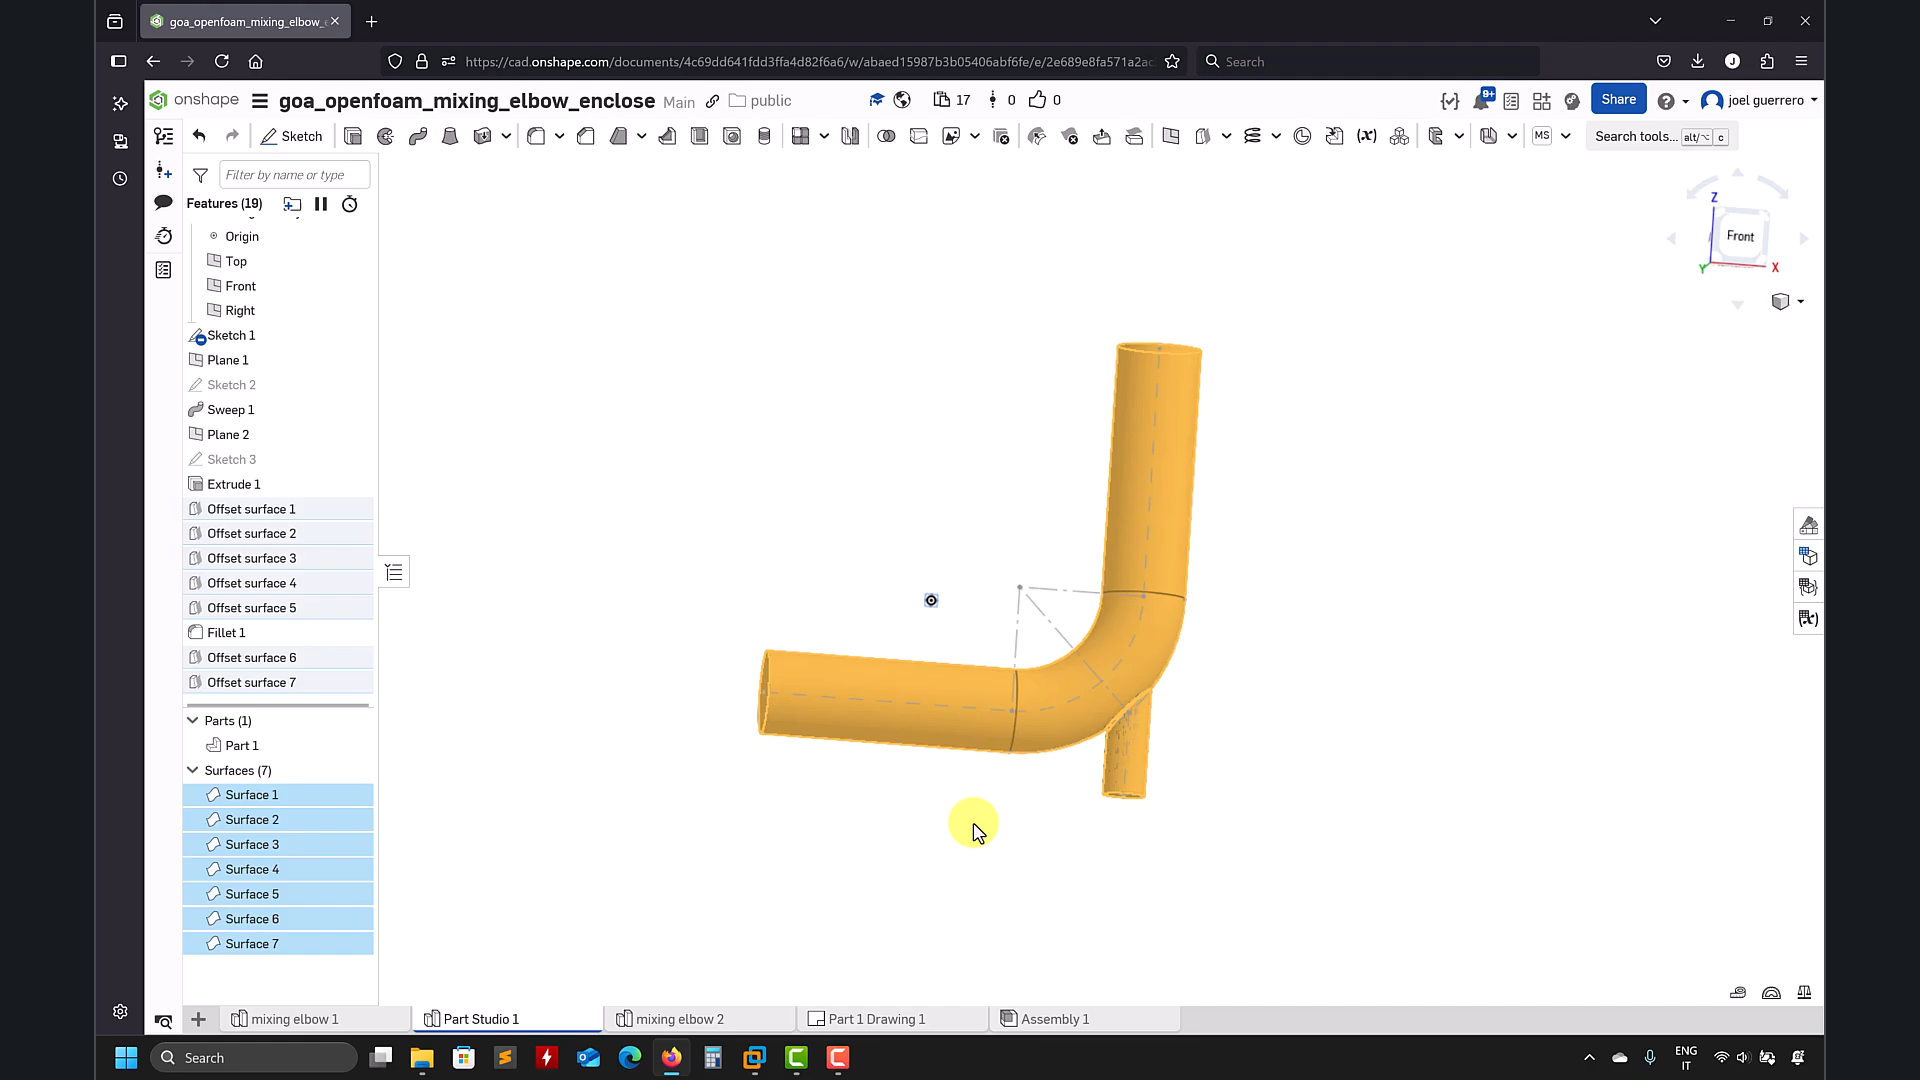 goa_openfoam_mixing_elbow_
https://cad.onshape.com/documents/4c69dd641fdd3ffa4d82f6a6/w/abaed15987b3b05406abf6fe/e/2e689e8fa571a2ac
Search
onshape
goa_openfoam_mixing_elbow_enclose
Main
public
17
0
0
9+
Share
joel guerrero
Sketch
(x)
MS
Search tools...
alt/⌥
c
Filter by name or type
Features (19)
Origin
Top
Front
Right
Sketch 1
Plane 1
Sketch 2
Sweep 1
Plane 2
Sketch 3
Extrude 1
Offset surface 1
Offset surface 2
Offset surface 3
Offset surface 4
Offset surface 5
Fillet 1
Offset surface 6
Offset surface 7
Parts (1)
Part 1
Surfaces (7)
Surface 1
Surface 2
Surface 3
Surface 4
Surface 5
Surface 6
Surface 7
Z
Front
Y
X
(x)
mixing elbow 1
Part Studio 1
mixing elbow 2
Part 1 Drawing 1
Assembly 1
Search
ENG
IT